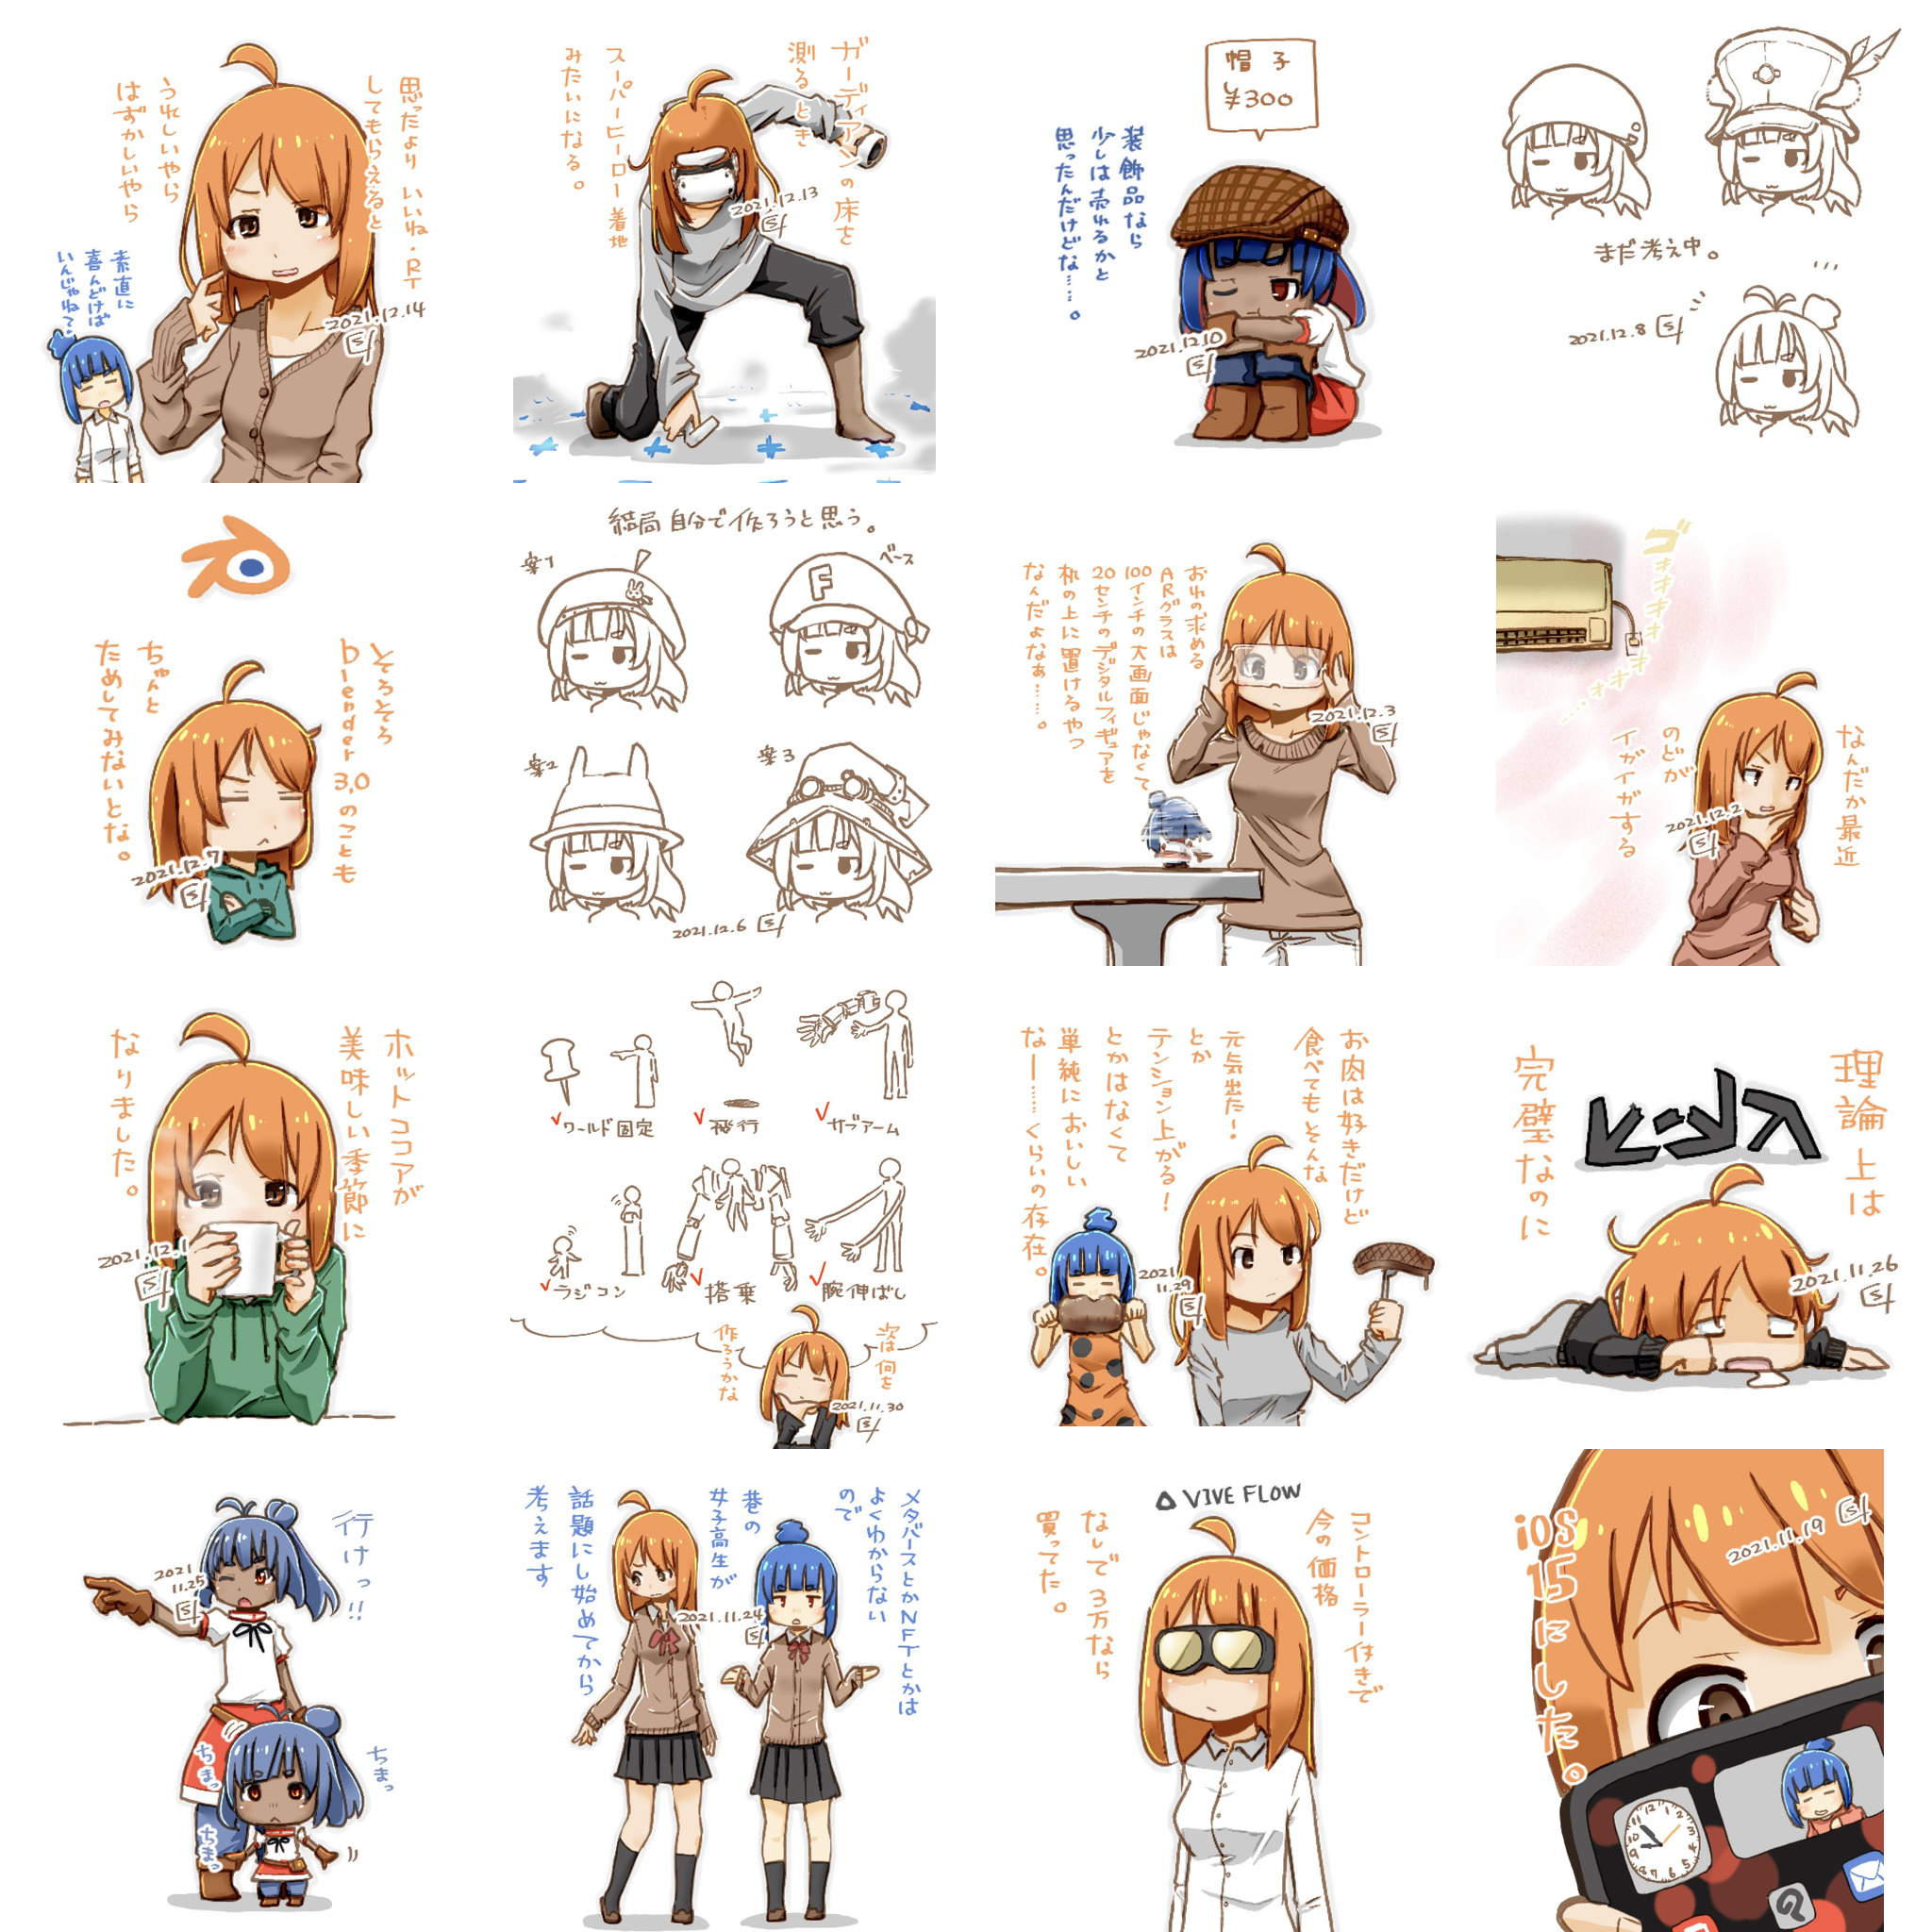 思ったより いいね・RT
してもらえると
うれしいやら
はずかしいやら
素直に
喜んどけば
いんじゃね？
2021.12.14
ガーディアンの床を
測るとき
スーパーヒーロー着地
みたいになる。
2021.12.13
帽子
¥300
装飾品なら
少しは売れるかと
思ったんだけどな……。
2021.12.10
まだ考え中。
...
2021.12.8
そろそろ
blender 3.0 のことも
ちゃんと
ためしてみないとな。
2021.12.7
結局 自分で作ろうと思う。
案1
ベース
F
案2
案3
2021.12.6
おれの求める
ARグラスは
100インチの大画面じゃなくて
20センチのデジタルフィギュアを
机の上に置けるやつ
なんだよなぁ……。
2021.12.3
ゴォォォォォォォ…
なんだか最近
のどが
イガイガする
2021.12.2
ホットココアが
美味しい季節に
なりました。
2021.12.1
ワールド固定
飛行
サブアーム
ラジコン
搭乗
腕伸ばし
次は何を
作ろうかな
2021.11.30
お肉は好きだけど
食べてもそんな
元気出た！
とか
テンション上がる！
とかはなくて
単純においしい
なー……くらいの存在。
2021.11.29
理論上は
完璧なのに
2021.11.26
行けっ!!
ちまっ
ちまっ
ちまっ
2021.11.25
メタバースとかNFTとかは
よくわからない
ので
巷の
女子高生が
話題にし始めてから
考えます
2021.11.24
VIVE FLOW
コントローラー付きで
今の価格
なしで3万なら
買ってた。
iOS
15にした。
2021.11.19